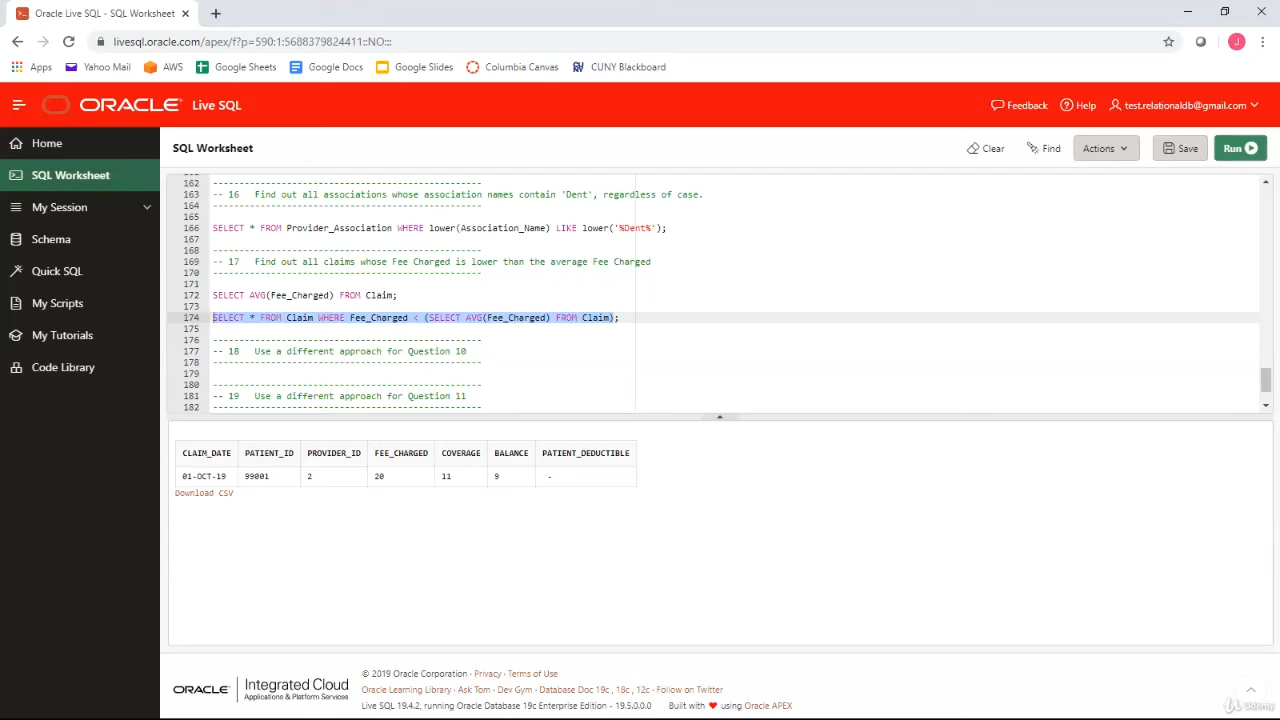 Oracle Live SQL - SQL Worksheet
livesql.oracle.com/apex/f?p=590:1:5688379824411::NO:::
J
Apps
Yahoo Mail
AWS
Google Sheets
Google Docs
Google Slides
Columbia Canvas
CUNY Blackboard
ORACLE Live SQL
Feedback
Help
test.relationaldb@gmail.com
Home
SQL Worksheet
My Session
Schema
Quick SQL
My Scripts
My Tutorials
Code Library
SQL Worksheet
Clear
Find
Actions
Save
Run
162 ------------------------------------------------
163 -- 16 Find out all associations whose association names contain 'Dent', regardless of case.
164 ------------------------------------------------
165
166 SELECT * FROM Provider_Association WHERE lower(Association_Name) LIKE lower('%Dent%');
167
168 ------------------------------------------------
169 -- 17 Find out all claims whose Fee Charged is lower than the average Fee Charged
170 ------------------------------------------------
171
172 SELECT AVG(Fee_Charged) FROM Claim;
173
174 SELECT * FROM Claim WHERE Fee_Charged < (SELECT AVG(Fee_Charged) FROM Claim);
175
176 ------------------------------------------------
177 -- 18 Use a different approach for Question 10
178 ------------------------------------------------
179
180 ------------------------------------------------
181 -- 19 Use a different approach for Question 11
182 ------------------------------------------------
CLAIM_DATE PATIENT_ID PROVIDER_ID FEE_CHARGED COVERAGE BALANCE PATIENT_DEDUCTIBLE
01-OCT-19 99001 2 20 11 9 -
Download CSV
ORACLE Integrated Cloud
Applications & Platform Services
© 2019 Oracle Corporation · Privacy · Terms of Use
Oracle Learning Library · Ask Tom · Dev Gym · Database Doc 19c, 18c, 12c · Follow on Twitter
Live SQL 19.4.2, running Oracle Database 19c Enterprise Edition - 19.5.0.0.0 Built with ❤ using Oracle APEX
Udemy